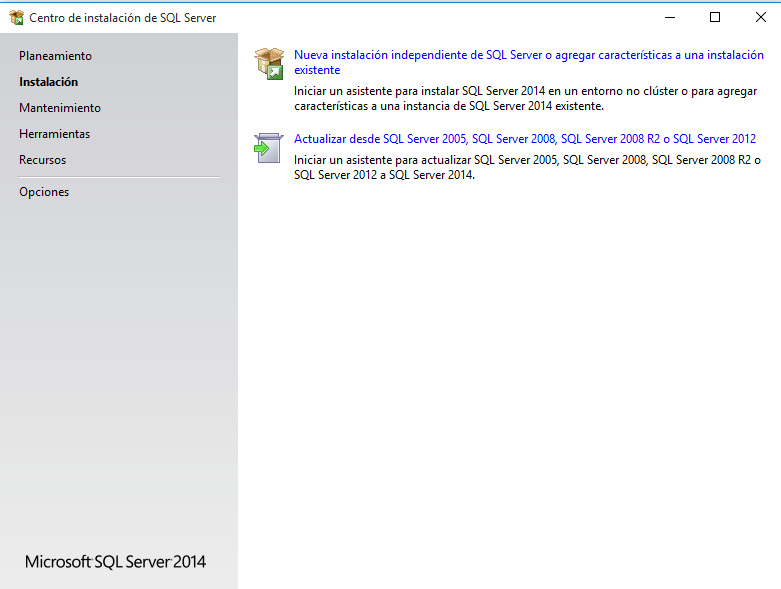 Centro de instalación de SQL Server
Planeamiento
Instalación
Mantenimiento
Herramientas
Recursos
Opciones
Nueva instalación independiente de SQL Server o agregar características a una instalación
existente
Iniciar un asistente para instalar SQL Server 2014 en un entorno no clúster o para agregar
características a una instancia de SQL Server 2014 existente.
Actualizar desde SQL Server 2005, SQL Server 2008, SQL Server 2008 R2 o SQL Server 2012
Iniciar un asistente para actualizar SQL Server 2005, SQL Server 2008, SQL Server 2008 R2 o
SQL Server 2012 a SQL Server 2014.
Microsoft SQL Server 2014